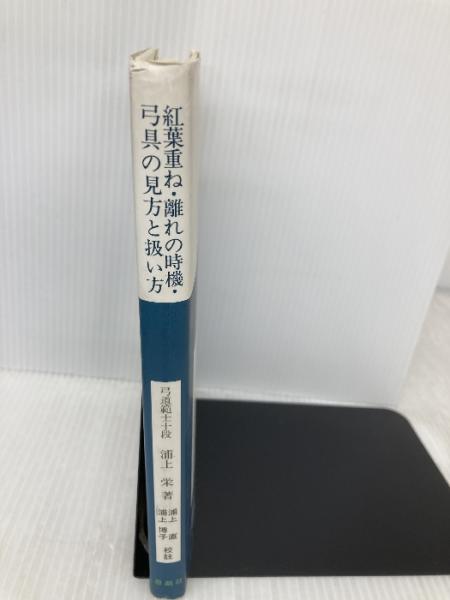 紅葉重ね・離れの時機・
弓具の見方と扱い方
弓道範士十段
浦上 栄 著
浦上 直
浦上 博子
校註